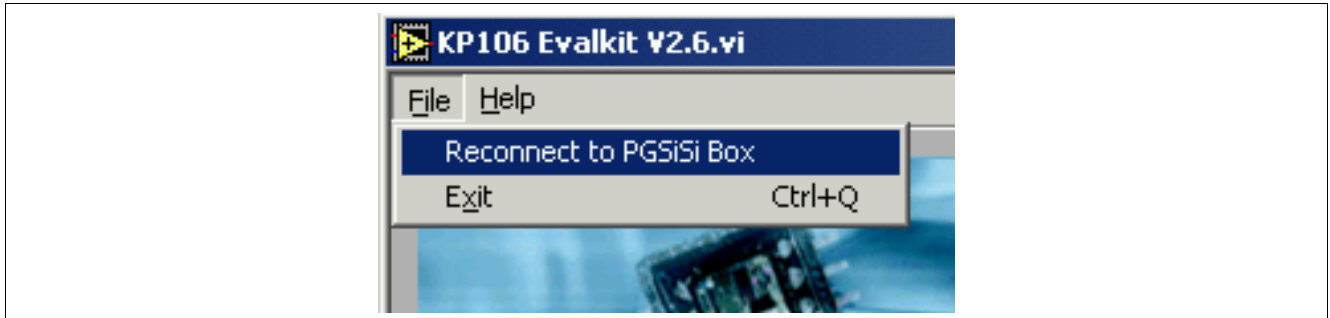 KP106 Evalkit V2.6.vi
File Help
Reconnect to PGSiSi Box
Exit Ctrl+Q